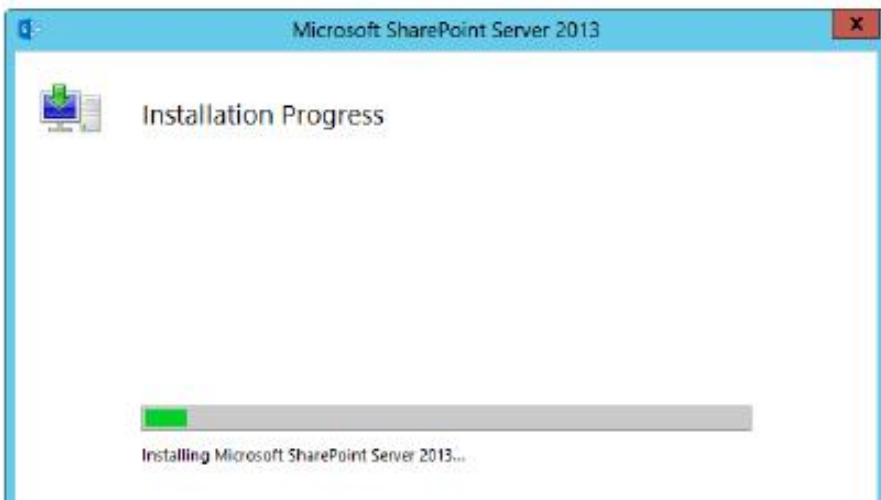 Microsoft SharePoint Server 2013
Installation Progress
Installing Microsoft SharePoint Server 2013...